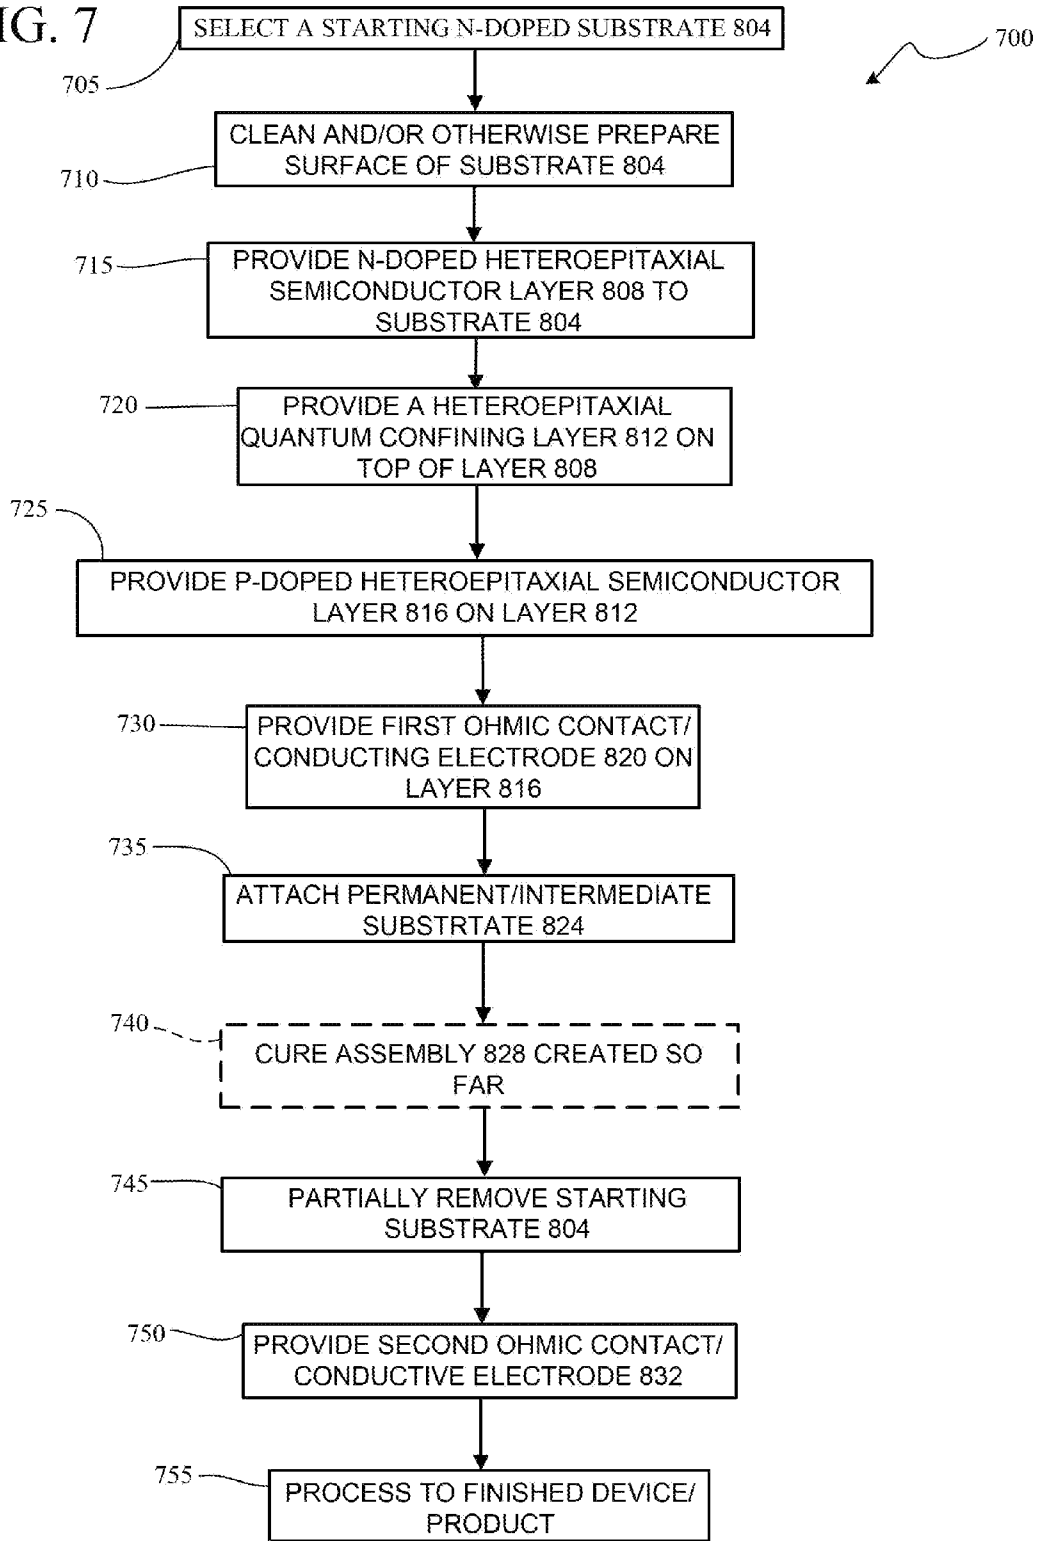 IG. 7
SELECT A STARTING N-DOPED SUBSTRATE 804
700
705
CLEAN AND/OR OTHERWISE PREPARE
SURFACE OF SUBSTRATE 804
710
715
PROVIDE N-DOPED HETEROEPITAXIAL
SEMICONDUCTOR LAYER 808 TO
SUBSTRATE 804
720
PROVIDE A HETEROEPITAXIAL
QUANTUM CONFINING LAYER 812 ON
TOP OF LAYER 808
725
PROVIDE P-DOPED HETEROEPITAXIAL SEMICONDUCTOR
LAYER 816 ON LAYER 812
730
PROVIDE FIRST OHMIC CONTACT/
CONDUCTING ELECTRODE 820 ON
LAYER 816
735
ATTACH PERMANENT/INTERMEDIATE
SUBSTRTATE 824
740
CURE ASSEMBLY 828 CREATED SO
FAR
745
PARTIALLY REMOVE STARTING
SUBSTRATE 804
750
PROVIDE SECOND OHMIC CONTACT/
CONDUCTIVE ELECTRODE 832
755
PROCESS TO FINISHED DEVICE/
PRODUCT